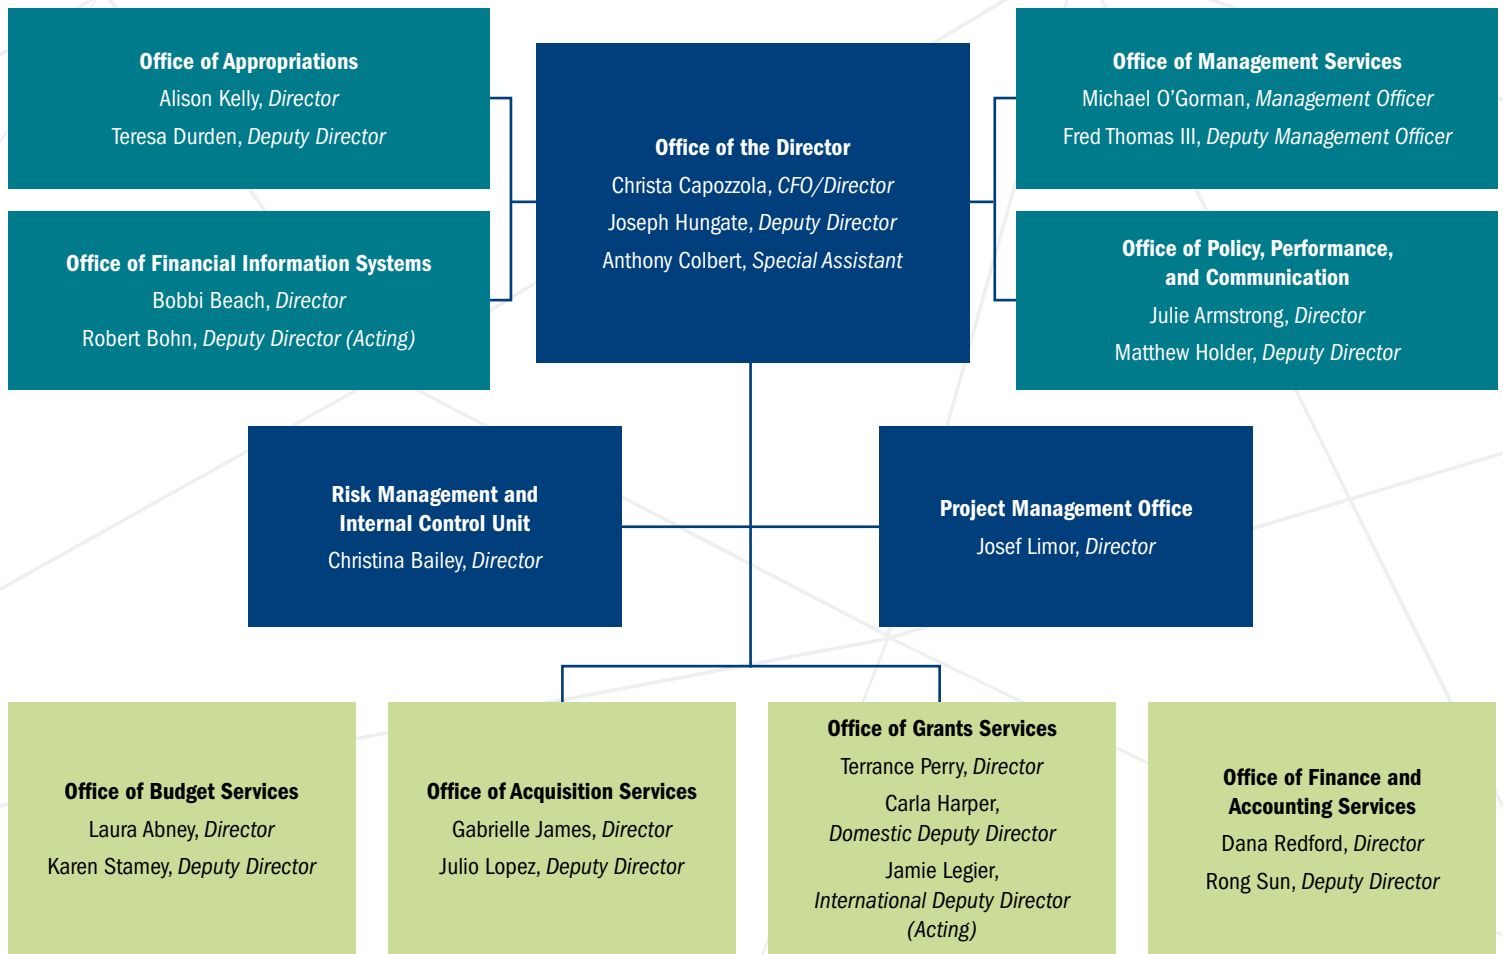 Office of Appropriations
Alison Kelly, Director
Teresa Durden, Deputy Director
Office of Financial Information Systems
Bobbi Beach, Director
Robert Bohn, Deputy Director (Acting)
Office of the Director
Christa Capozzola, CFO/Director
Joseph Hungate, Deputy Director
Anthony Colbert, Special Assistant
Office of Management Services
Michael O’Gorman, Management Officer
Fred Thomas III, Deputy Management Officer
Office of Policy, Performance,
and Communication
Julie Armstrong, Director
Matthew Holder, Deputy Director
Risk Management and
Internal Control Unit
Christina Bailey, Director
Project Management Office
Josef Limor, Director
Office of Budget Services
Laura Abney, Director
Karen Stamey, Deputy Director
Office of Acquisition Services
Gabrielle James, Director
Julio Lopez, Deputy Director
Office of Grants Services
Terrance Perry, Director
Carla Harper,
Domestic Deputy Director
Jamie Legier,
International Deputy Director
(Acting)
Office of Finance and
Accounting Services
Dana Redford, Director
Rong Sun, Deputy Director